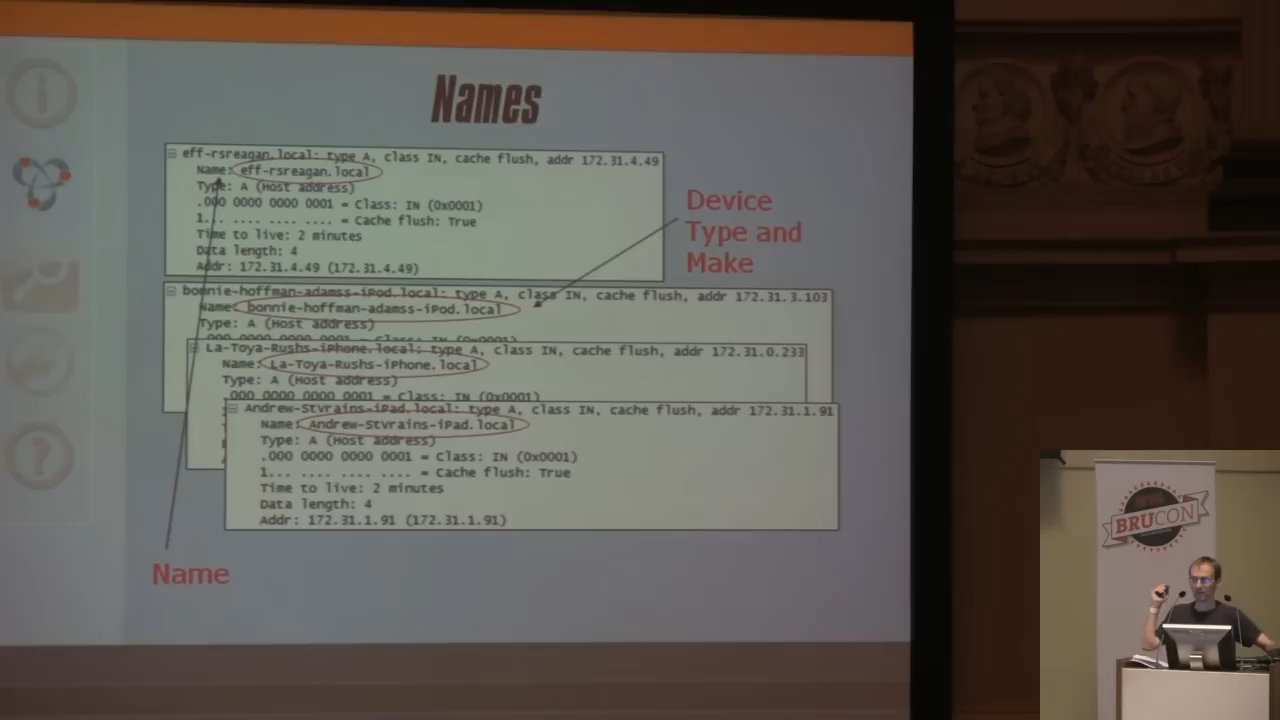 Names
eff-rsreagan.local: type A, class IN, cache flush, addr 172.31.4.49
Name: eff-rsreagan.local
Type: A (Host address)
.000 0000 0000 0001 = Class: IN (0x0001)
1... .... .... .... = Cache flush: True
Time to live: 2 minutes
Data length: 4
Addr: 172.31.4.49 (172.31.4.49)
Device
Type and
Make
bonnie-hoffman-adamss-iPod.local: type A, class IN, cache flush, addr 172.31.3.103
Name: bonnie-hoffman-adamss-iPod.local
Type: A (Host address)
.000 0000 0000 0001 = Class: IN (0x0001)
La-Toya-Rushs-iPhone.local: type A, class IN, cache flush, addr 172.31.0.233
Name: La-Toya-Rushs-iPhone.local
Type: A (Host address)
.000 0000 0000 0001 = Class: IN (0x0001)
Andrew-StVrains-iPad.local: type A, class IN, cache flush, addr 172.31.1.91
Name: Andrew-StVrains-iPad.local
Type: A (Host address)
.000 0000 0000 0001 = Class: IN (0x0001)
1... .... .... .... = Cache flush: True
Time to live: 2 minutes
Data length: 4
Addr: 172.31.1.91 (172.31.1.91)
Name
BRUCON